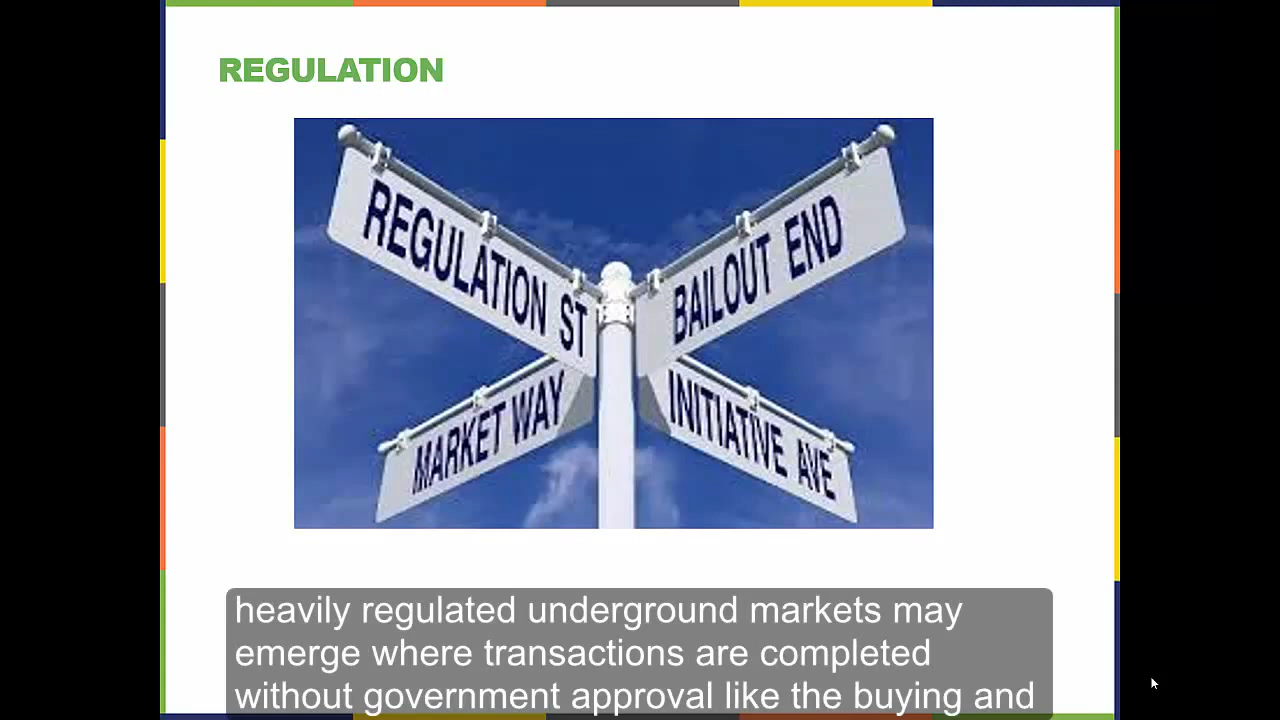 REGULATION
REGULATION ST
BAILOUT END
MARKET WAY
INITIATIVE AVE
heavily regulated underground markets may
emerge where transactions are completed
without government approval like the buying and